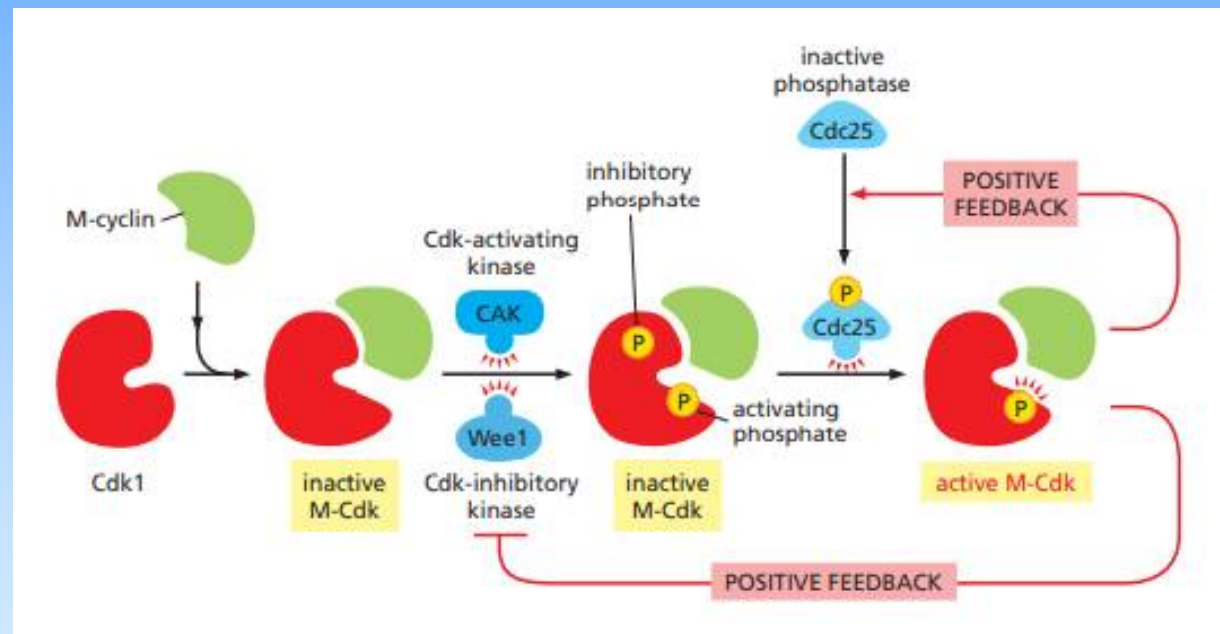 inactive
phosphatase
Cdc25
POSITIVE
FEEDBACK
inhibitory
phosphate
M-cyclin
Cdk-activating
kinase
CAK
P
Cdc25
P
P
P
activating
phosphate
Wee1
Cdk1
inactive
M-Cdk
Cdk-inhibitory
kinase
inactive
M-Cdk
active M-Cdk
POSITIVE FEEDBACK